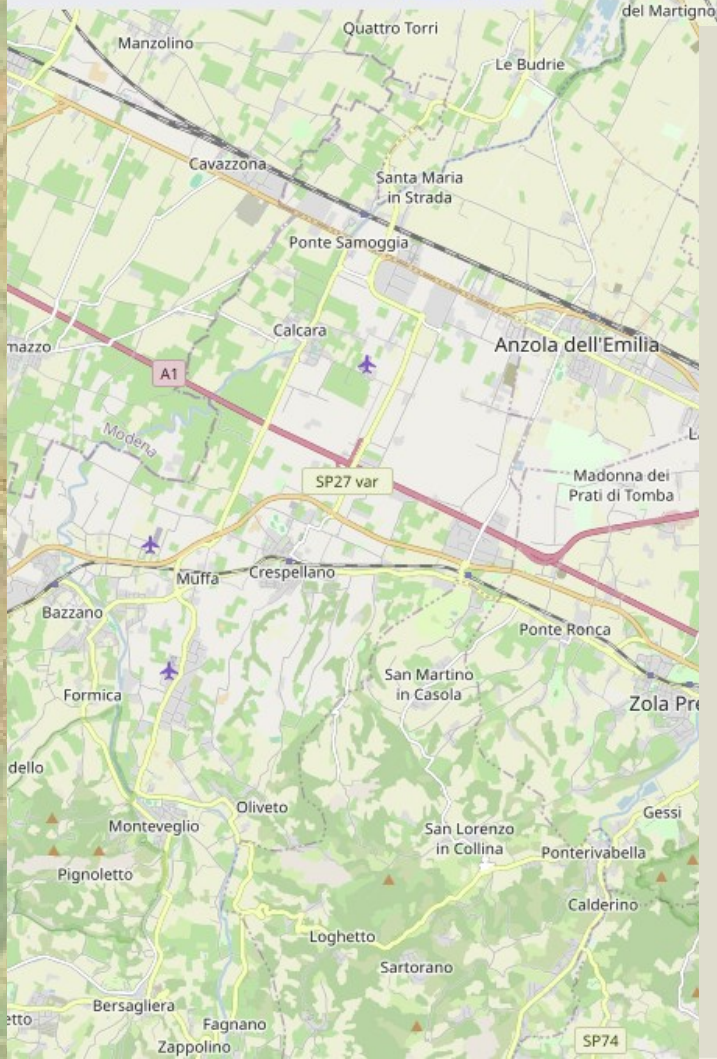 del Martigno
Quattro Torri
Manzolino
Le Budrie
Cavazzona
Santa Maria
in Strada
Ponte Samoggia
Calcara
Anzola dell'Emilia
mazzo
A1
Modena
L
Madonna dei
Prati di Tomba
SP27 var
Muffa
Crespellano
Bazzano
Ponte Ronca
San Martino
in Casola
Formica
Zola Pre
dello
Oliveto
Gessi
Monteveglio
San Lorenzo
in Collina
Ponterivabella
Pignoletto
Calderino
Loghetto
Sartorano
Bersagliera
etto
Fagnano
Zappolino
SP74